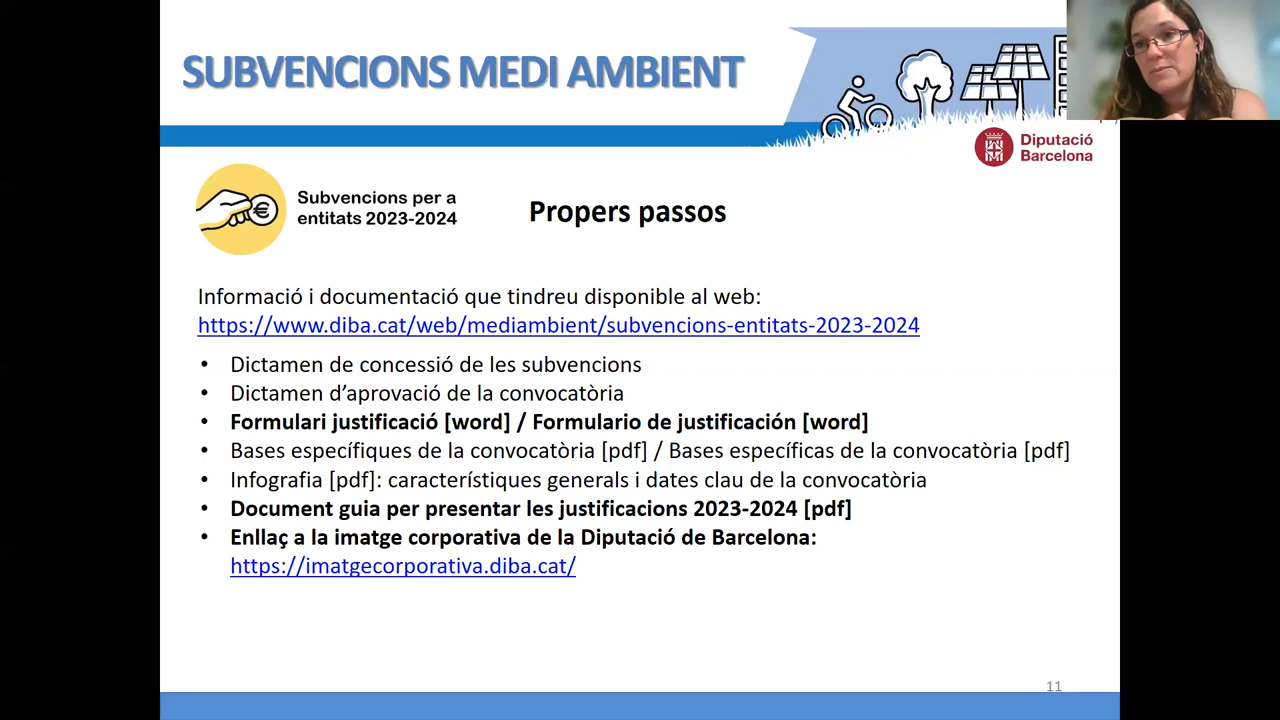 SUBVENCIONS MEDI AMBIENT
Diputació
Barcelona
Subvencions per a
entitats 2023-2024
Propers passos
Informació i documentació que tindreu disponible al web:
https://www.diba.cat/web/mediambient/subvencions-entitats-2023-2024
• Dictamen de concessió de les subvencions
• Dictamen d’aprovació de la convocatòria
• Formulari justificació [word] / Formulario de justificación [word]
• Bases específiques de la convocatòria [pdf] / Bases específicas de la convocatòria [pdf]
• Infografia [pdf]: característiques generals i dates clau de la convocatòria
• Document guia per presentar les justificacions 2023-2024 [pdf]
• Enllaç a la imatge corporativa de la Diputació de Barcelona:
https://imatgecorporativa.diba.cat/
11